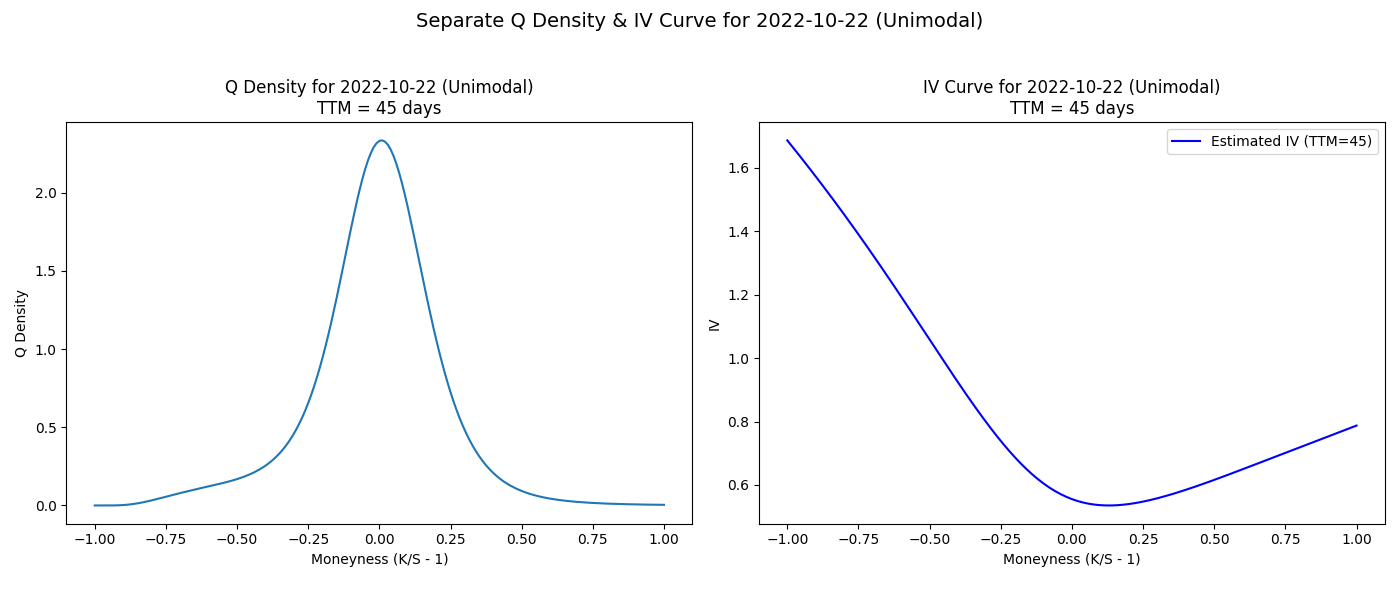 Separate Q Density & IV Curve for 2022-10-22 (Unimodal)
Q Density for 2022-10-22 (Unimodal)
TTM = 45 days
Q Density
2.0
1.5
1.0
0.5
0.0
−1.00 −0.75 −0.50 −0.25 0.00 0.25 0.50 0.75 1.00
Moneyness (K/S - 1)
IV Curve for 2022-10-22 (Unimodal)
TTM = 45 days
Estimated IV (TTM=45)
IV
1.6
1.4
1.2
1.0
0.8
0.6
−1.00 −0.75 −0.50 −0.25 0.00 0.25 0.50 0.75 1.00
Moneyness (K/S - 1)